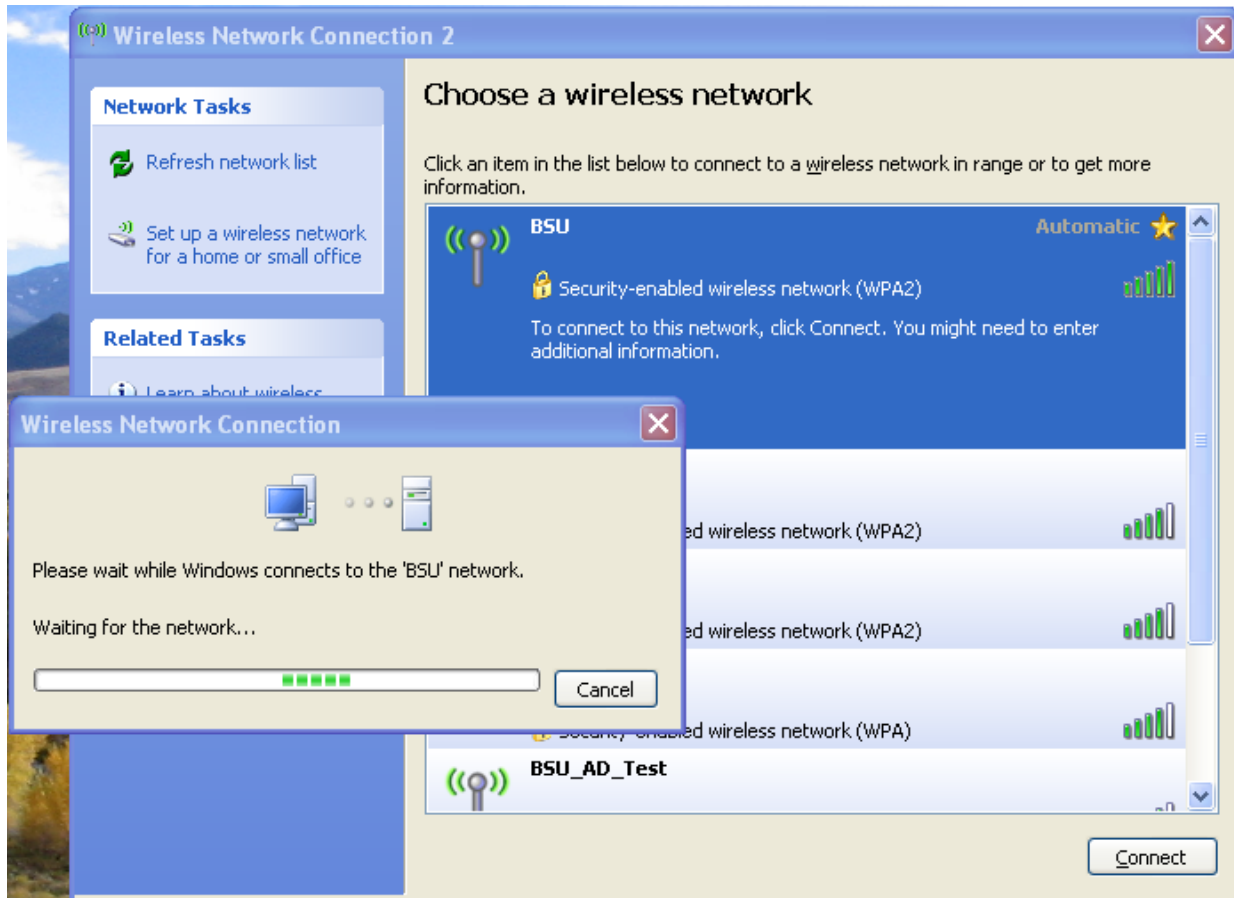 Wireless Network Connection 2
Network Tasks
Refresh network list
Set up a wireless network
for a home or small office
Related Tasks
Learn about wireless
Choose a wireless network
Click an item in the list below to connect to a wireless network in range or to get more
information.
BSU
Automatic
Security-enabled wireless network (WPA2)
To connect to this network, click Connect. You might need to enter
additional information.
ed wireless network (WPA2)
ed wireless network (WPA2)
Security-enabled wireless network (WPA)
BSU_AD_Test
Connect
Wireless Network Connection
Please wait while Windows connects to the 'BSU' network.
Waiting for the network...
Cancel